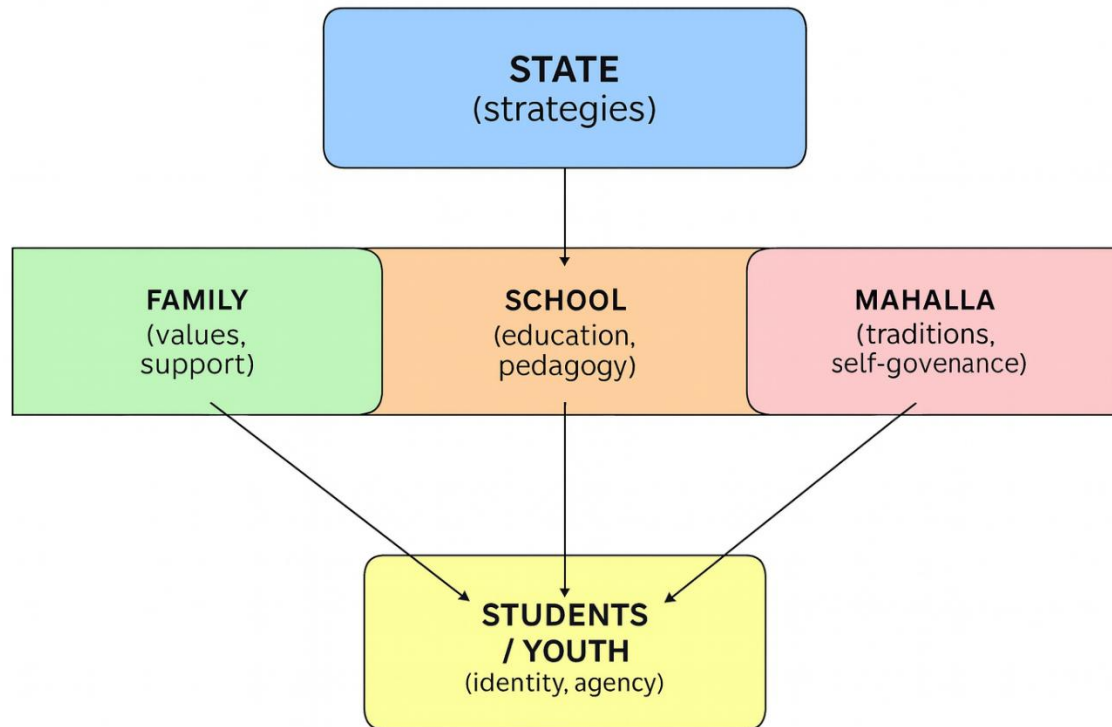 STATE
(strategies)
FAMILY
(values,
support)
SCHOOL
(education,
pedagogy)
MAHALLA
(traditions,
self-govenance)
STUDENTS
/ YOUTH
(identity, agency)